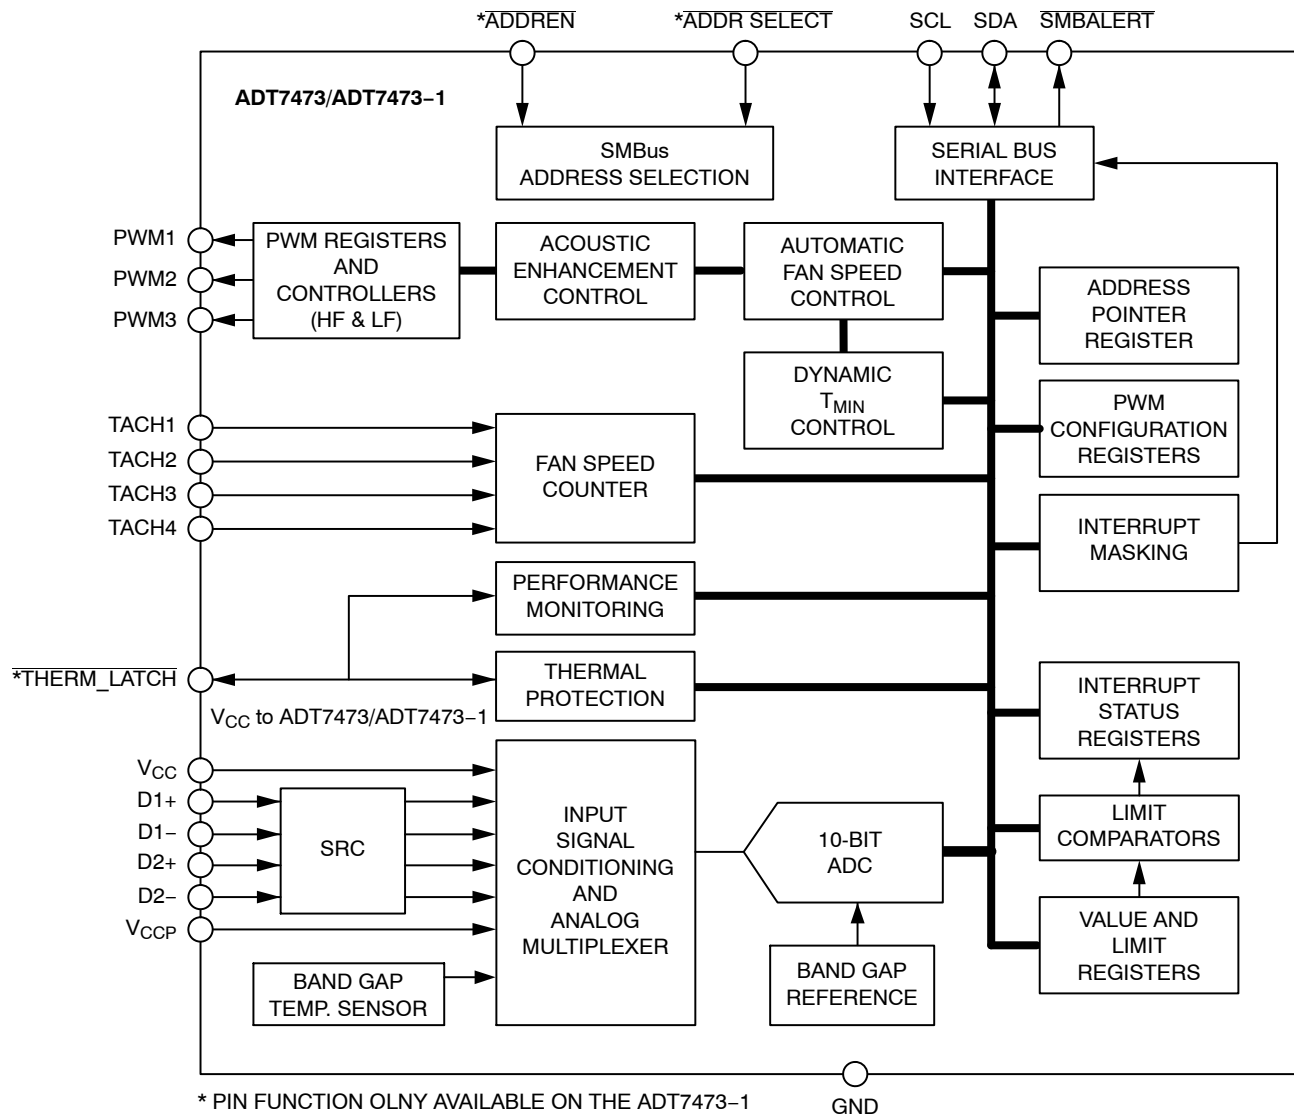 *ADDREN
*ADDR SELECT
SCL
SDA
SMBALERT
ADT7473/ADT7473−1
SMBus
ADDRESS SELECTION
SERIAL BUS
INTERFACE
PWM1
PWM2
PWM3
PWM REGISTERS
AND
CONTROLLERS
(HF & LF)
ACOUSTIC
ENHANCEMENT
CONTROL
AUTOMATIC
FAN SPEED
CONTROL
ADDRESS
POINTER
REGISTER
DYNAMIC
TMIN
CONTROL
PWM
CONFIGURATION
REGISTERS
TACH1
TACH2
TACH3
TACH4
FAN SPEED
COUNTER
INTERRUPT
MASKING
PERFORMANCE
MONITORING
*THERM_LATCH
THERMAL
PROTECTION
INTERRUPT
STATUS
REGISTERS
VCC to ADT7473/ADT7473−1
VCC
D1+
D1−
D2+
D2−
VCCP
SRC
INPUT
SIGNAL
CONDITIONING
AND
ANALOG
MULTIPLEXER
10-BIT
ADC
LIMIT
COMPARATORS
VALUE AND
LIMIT
REGISTERS
BAND GAP
TEMP. SENSOR
BAND GAP
REFERENCE
* PIN FUNCTION OLNY AVAILABLE ON THE ADT7473−1
GND